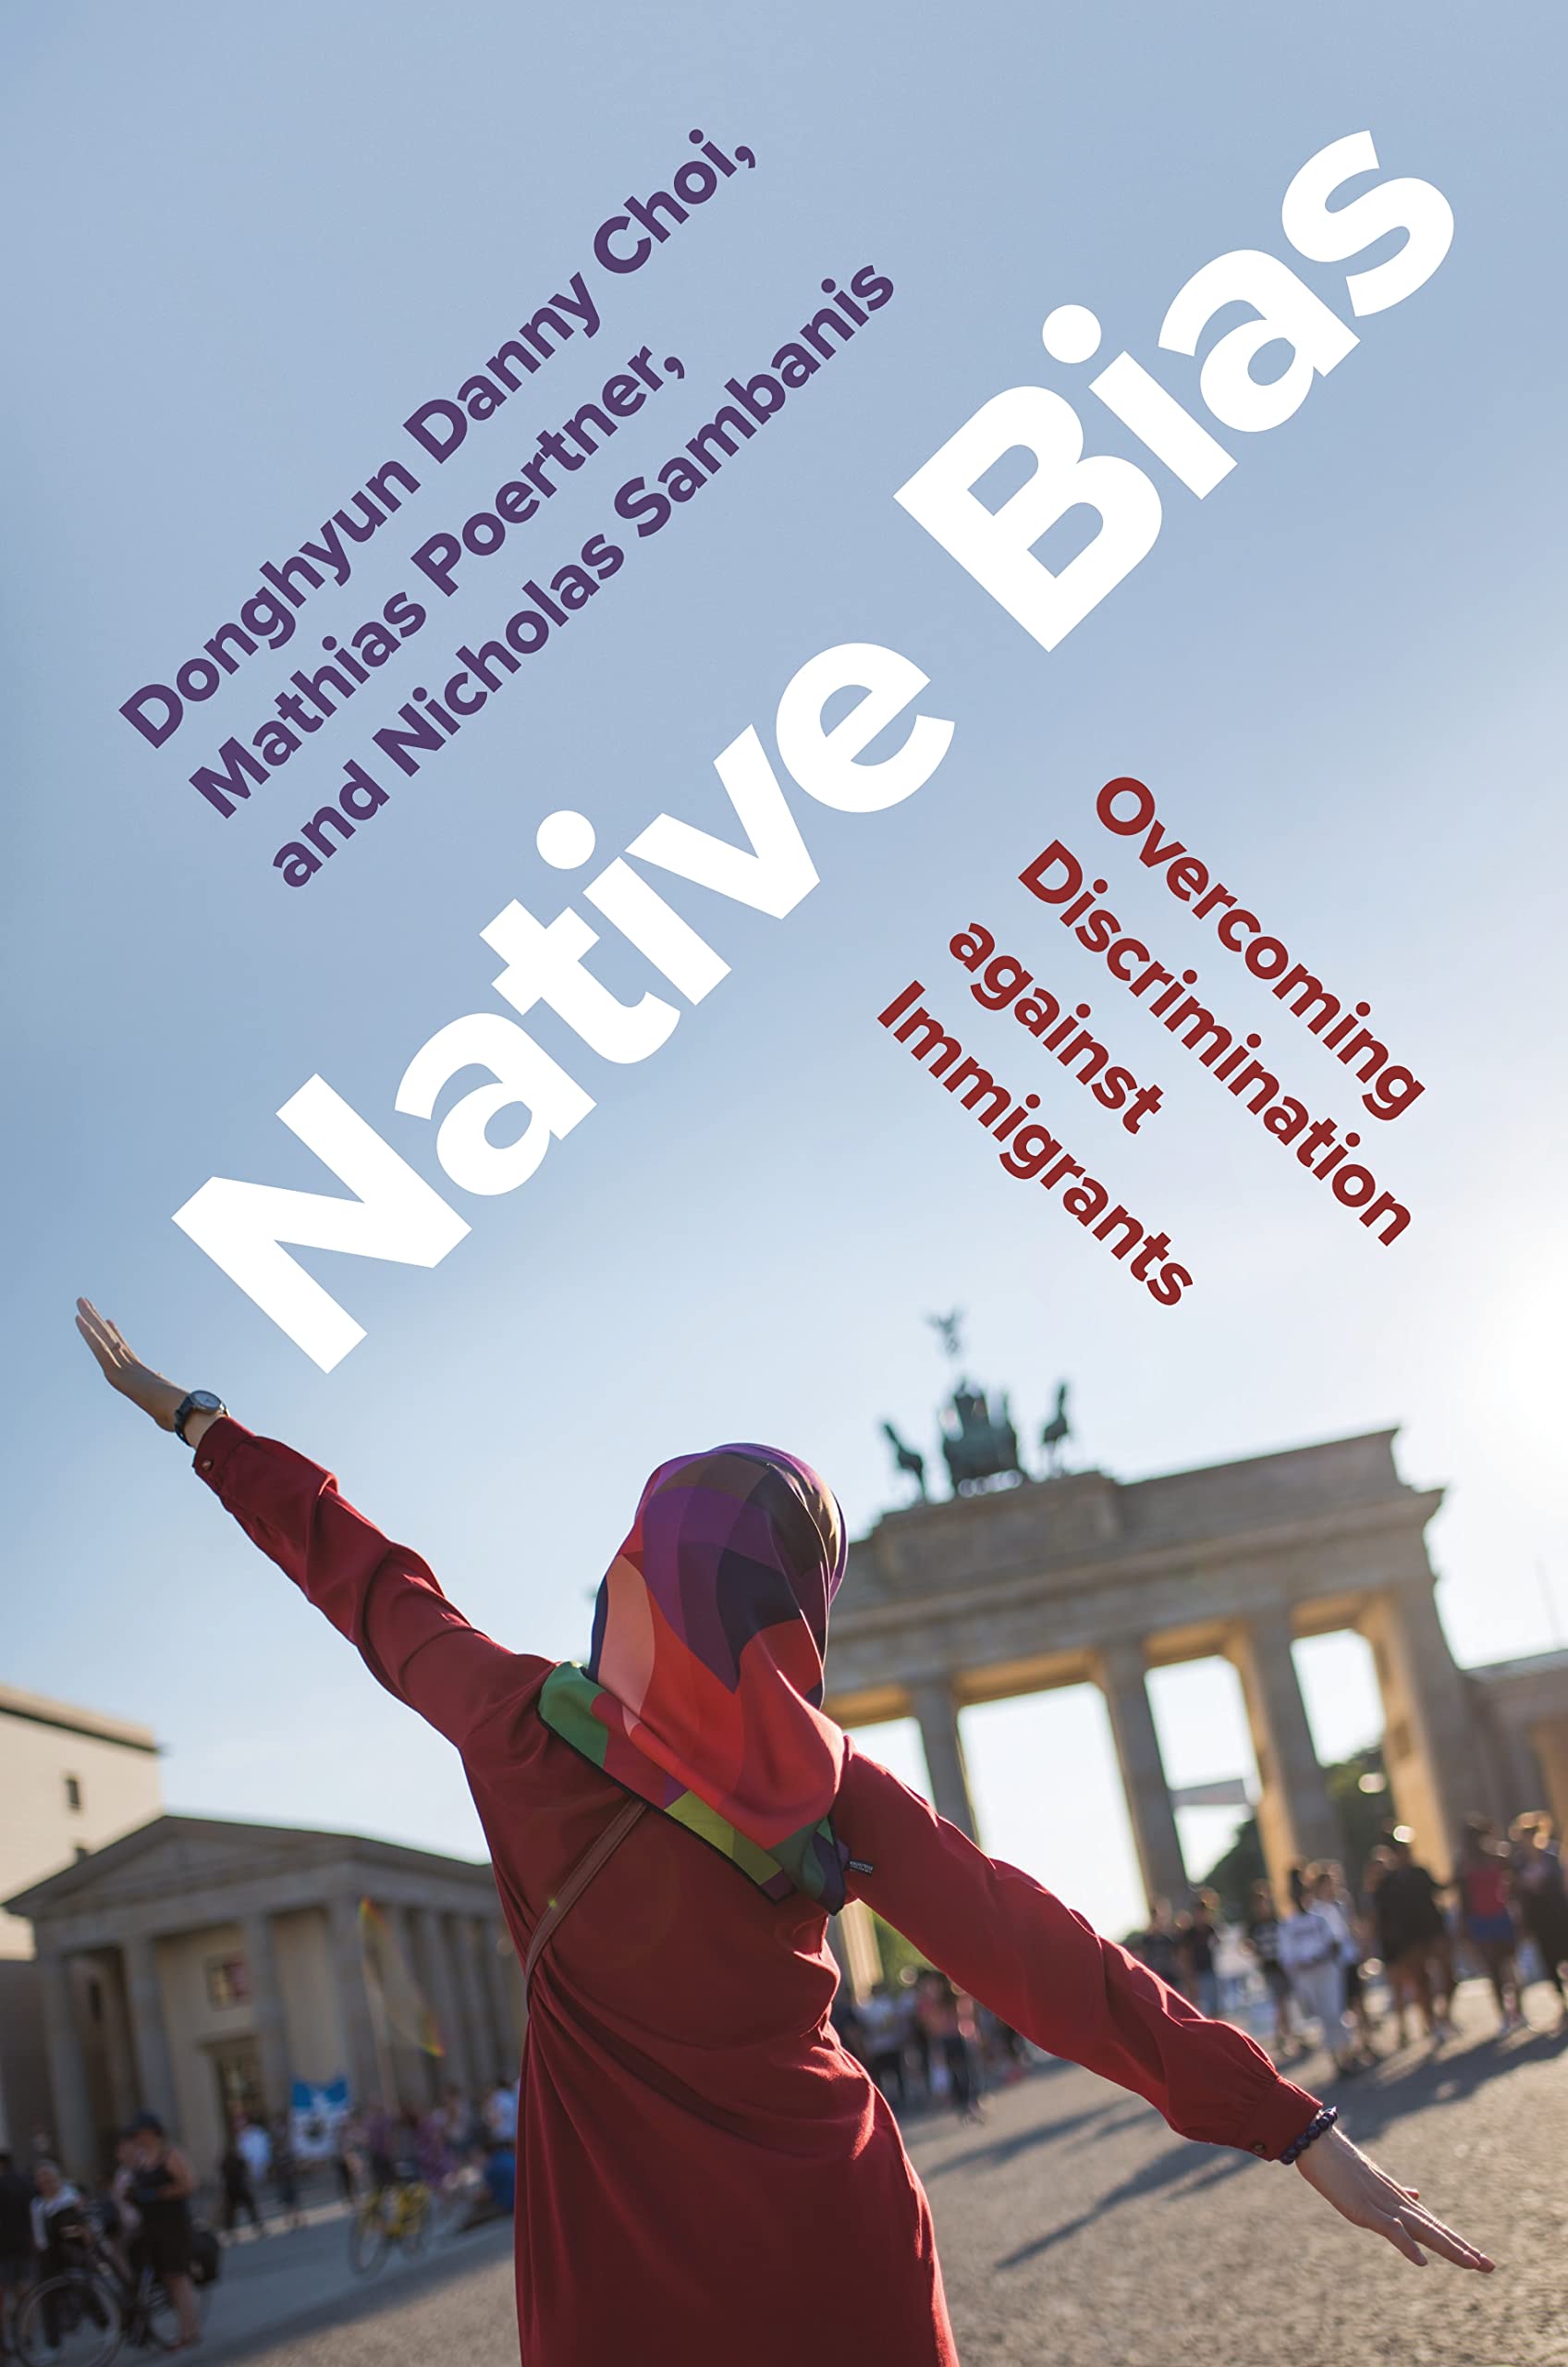 Donghyun Danny Choi,
Mathias Poertner,
and Nicholas Sambanis
Native Bias
Overcoming
Discrimination
against
Immigrants